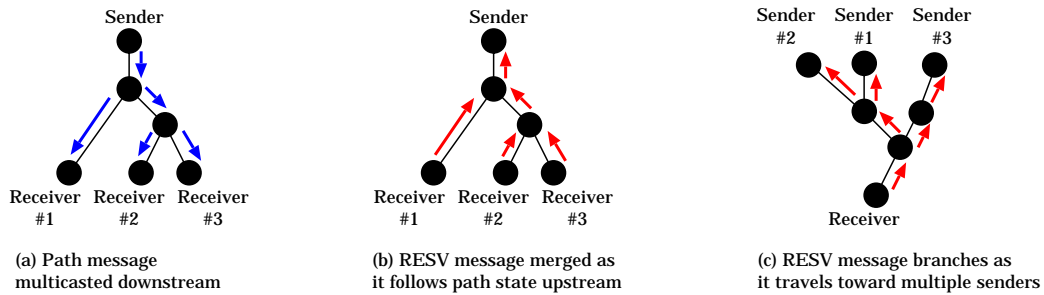 Sender
Receiver Receiver Receiver
#1 #2 #3
(a) Path message
multicasted downstream
Sender
Receiver Receiver Receiver
#1 #2 #3
(b) RESV message merged as
it follows path state upstream
Sender Sender Sender
#2 #1 #3
Receiver
(c) RESV message branches as
it travels toward multiple senders